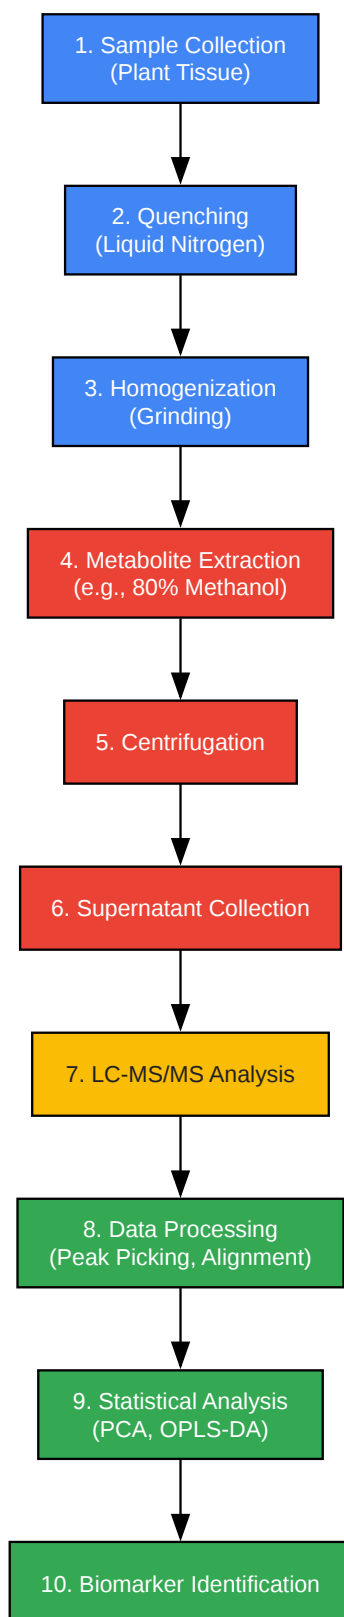 1. Sample Collection
(Plant Tissue)
2. Quenching
(Liquid Nitrogen)
3. Homogenization
(Grinding)
4. Metabolite Extraction
(e.g., 80% Methanol)
5. Centrifugation
6. Supernatant Collection
7. LC-MS/MS Analysis
8. Data Processing
(Peak Picking, Alignment)
9. Statistical Analysis
(PCA, OPLS-DA)
10. Biomarker Identification